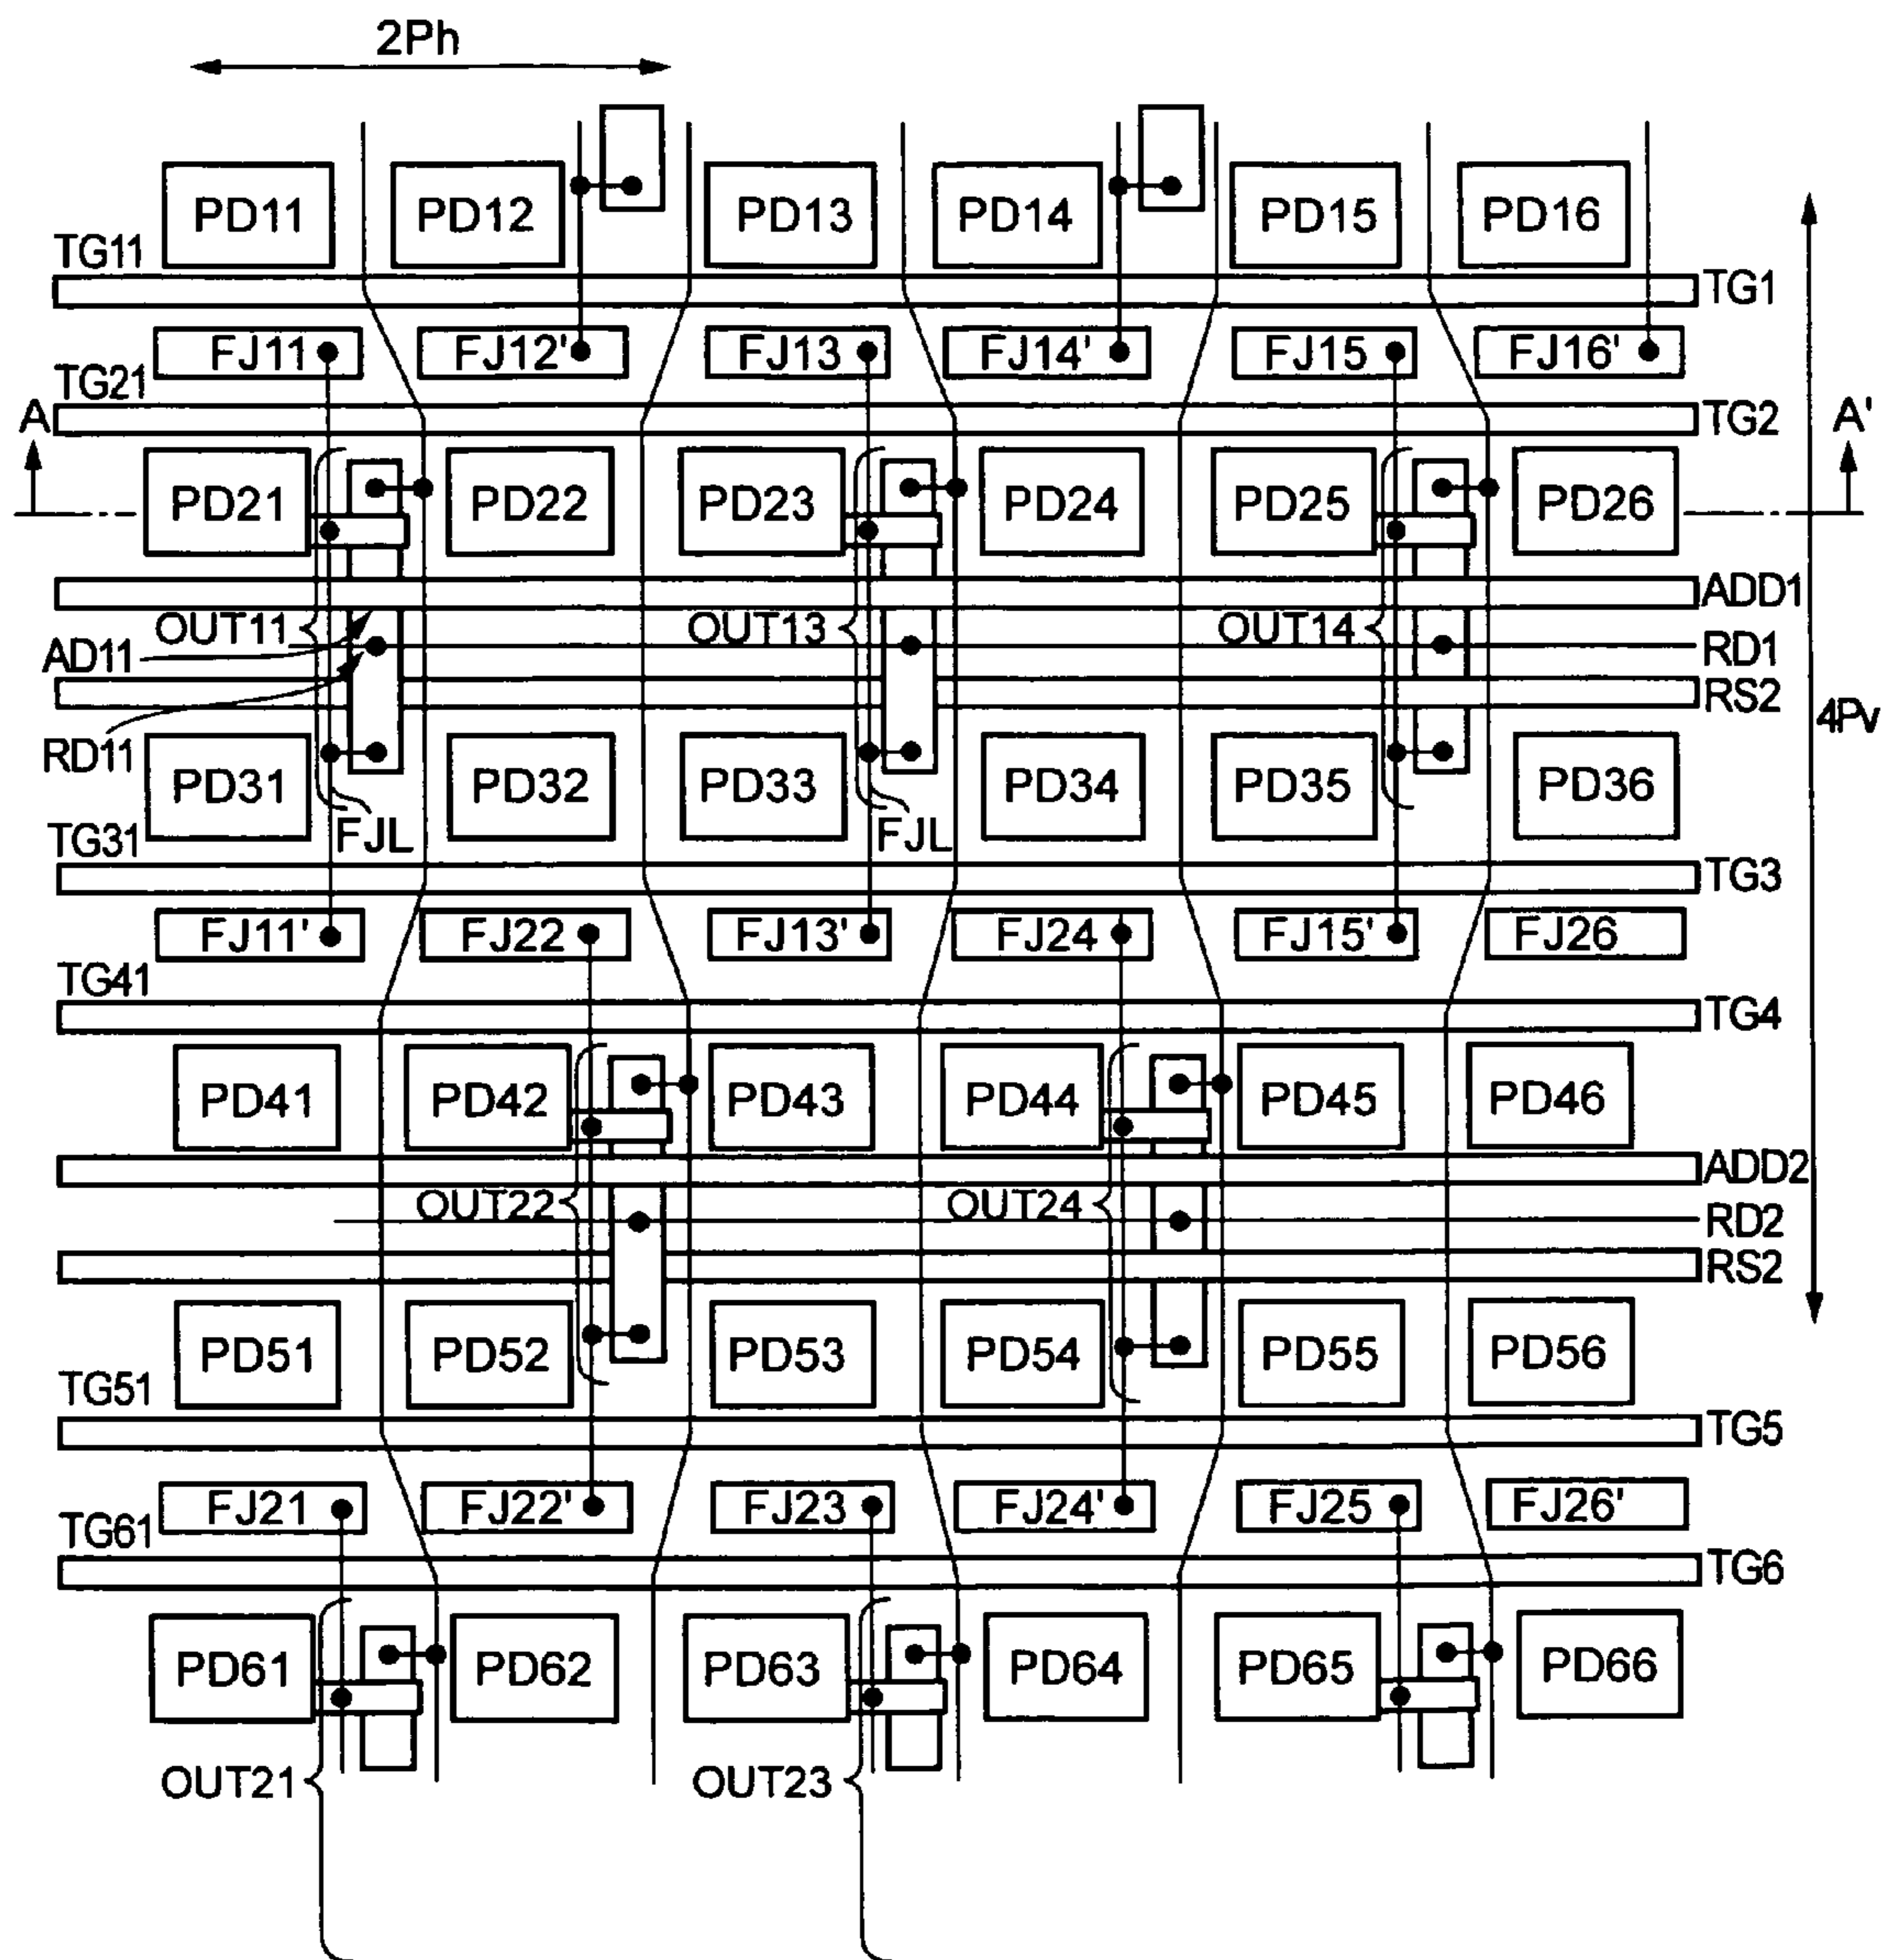 2Ph
PD11 PD12 PD13 PD14 PD15 PD16
TG11 TG1
FJ11 FJ12' FJ13 FJ14' FJ15 FJ16'
TG21 TG2
A A'
PD21 PD22 PD23 PD24 PD25 PD26
ADD1
OUT11 OUT13 OUT14
AD11 RD1
RS2
4Pv
RD11
PD31 PD32 PD33 PD34 PD35 PD36
FJL FJL
TG31 TG3
FJ11' FJ22 FJ13' FJ24 FJ15' FJ26
TG41 TG4
PD41 PD42 PD43 PD44 PD45 PD46
ADD2
OUT22 OUT24
RD2
RS2
PD51 PD52 PD53 PD54 PD55 PD56
TG51 TG5
FJ21 FJ22' FJ23 FJ24' FJ25 FJ26'
TG61 TG6
PD61 PD62 PD63 PD64 PD65 PD66
OUT21 OUT23